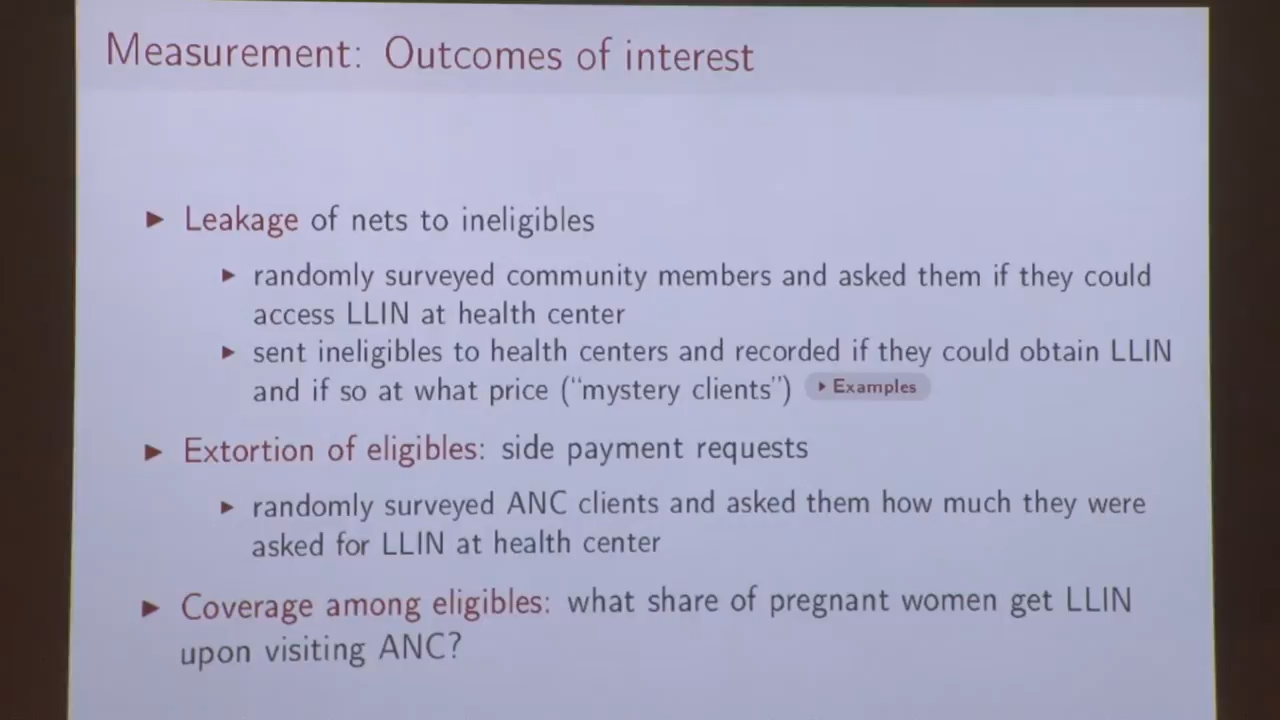 Measurement: Outcomes of interest
▶ Leakage of nets to ineligibles
▶ randomly surveyed community members and asked them if they could
access LLIN at health center
▶ sent ineligibles to health centers and recorded if they could obtain LLIN
and if so at what price (“mystery clients”) ▶ Examples
▶ Extortion of eligibles: side payment requests
▶ randomly surveyed ANC clients and asked them how much they were
asked for LLIN at health center
▶ Coverage among eligibles: what share of pregnant women get LLIN
upon visiting ANC?